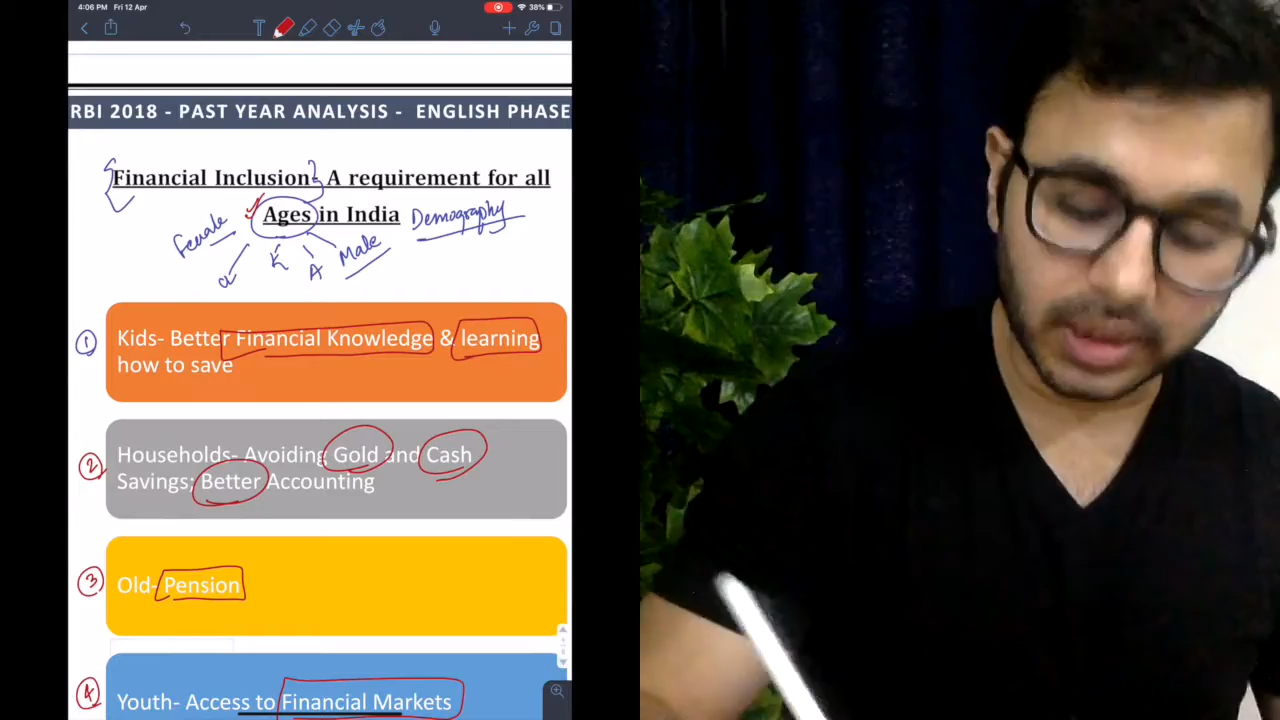 4:06 PM Fri 12 Apr
38%
T
RBI 2018 - PAST YEAR ANALYSIS - ENGLISH PHASE
Financial Inclusion- A requirement for all
Ages in India
Demography
Female
K
A
Male
1
Kids- Better Financial Knowledge & learning
how to save
2
Households- Avoiding Gold and Cash
Savings; Better Accounting
3
Old- Pension
4
Youth- Access to Financial Markets